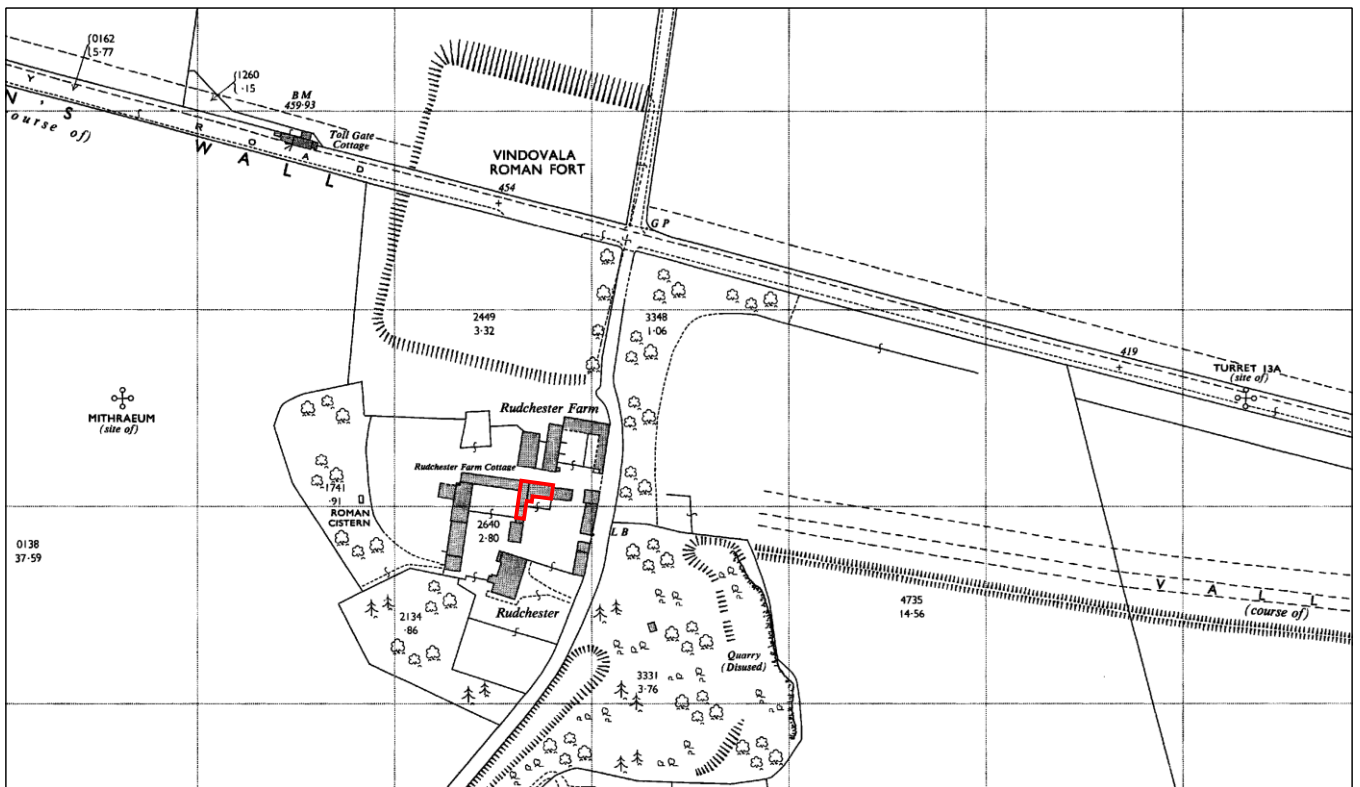 0162
5·77
1260
·15
B M
459·93
Toll Gate
Cottage
Y
R O A D
N ' S
W A L L
(course of)
VINDOVALA
ROMAN FORT
454
G P
2449
3·32
3348
1·06
419
TURRET 13A
(site of)
MITHRAEUM
(site of)
Rudchester Farm
Rudchester Farm Cottage
1741
·91
ROMAN
CISTERN
2640
2·80
L B
0138
37·59
Rudchester
2134
·86
V A L L
(course of)
4735
14·56
Quarry
(Disused)
3331
3·76